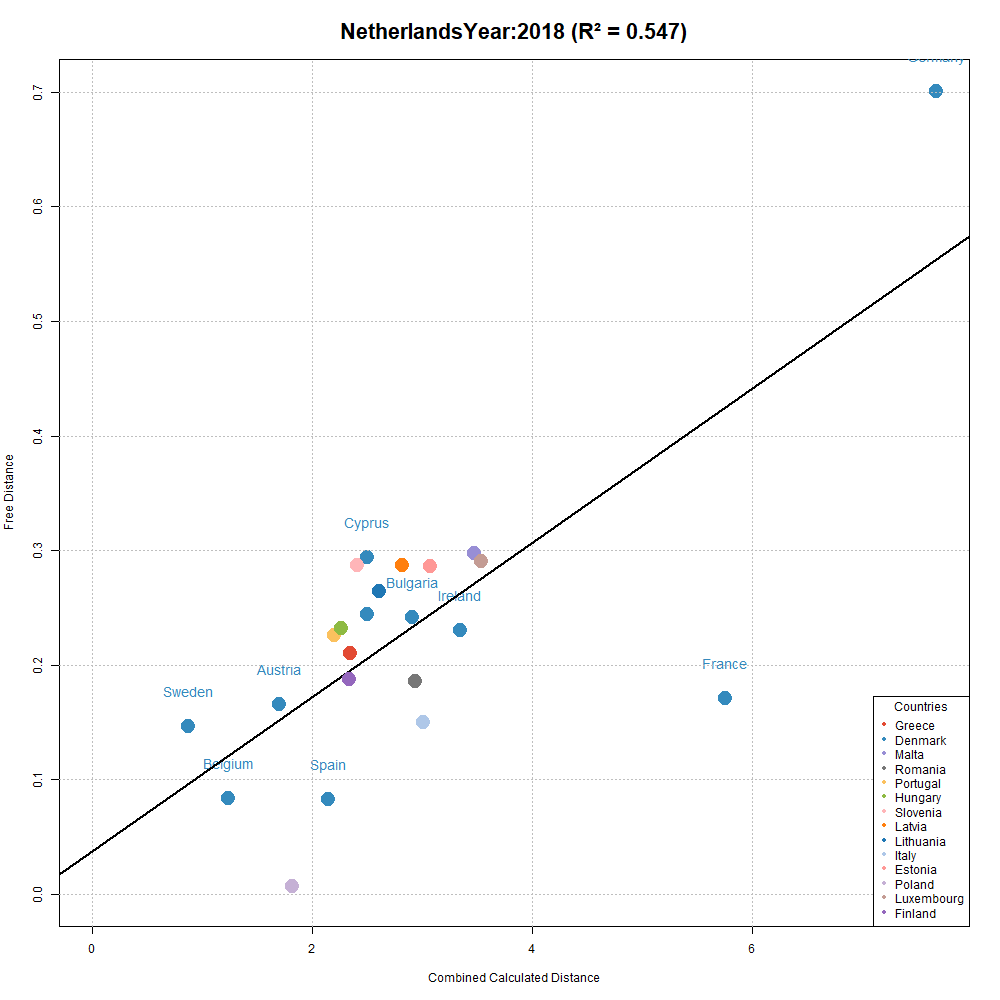 NetherlandsYear:2018 (R² = 0.547)
Germany
0.7
0.6
0.5
0.4
0.3
0.2
0.1
0.0
Free Distance
Cyprus
Bulgaria
Ireland
Austria
France
Sweden
Belgium
Spain
Countries
Greece
Denmark
Malta
Romania
Portugal
Hungary
Slovenia
Latvia
Lithuania
Italy
Estonia
Poland
Luxembourg
Finland
0 2 4 6
Combined Calculated Distance